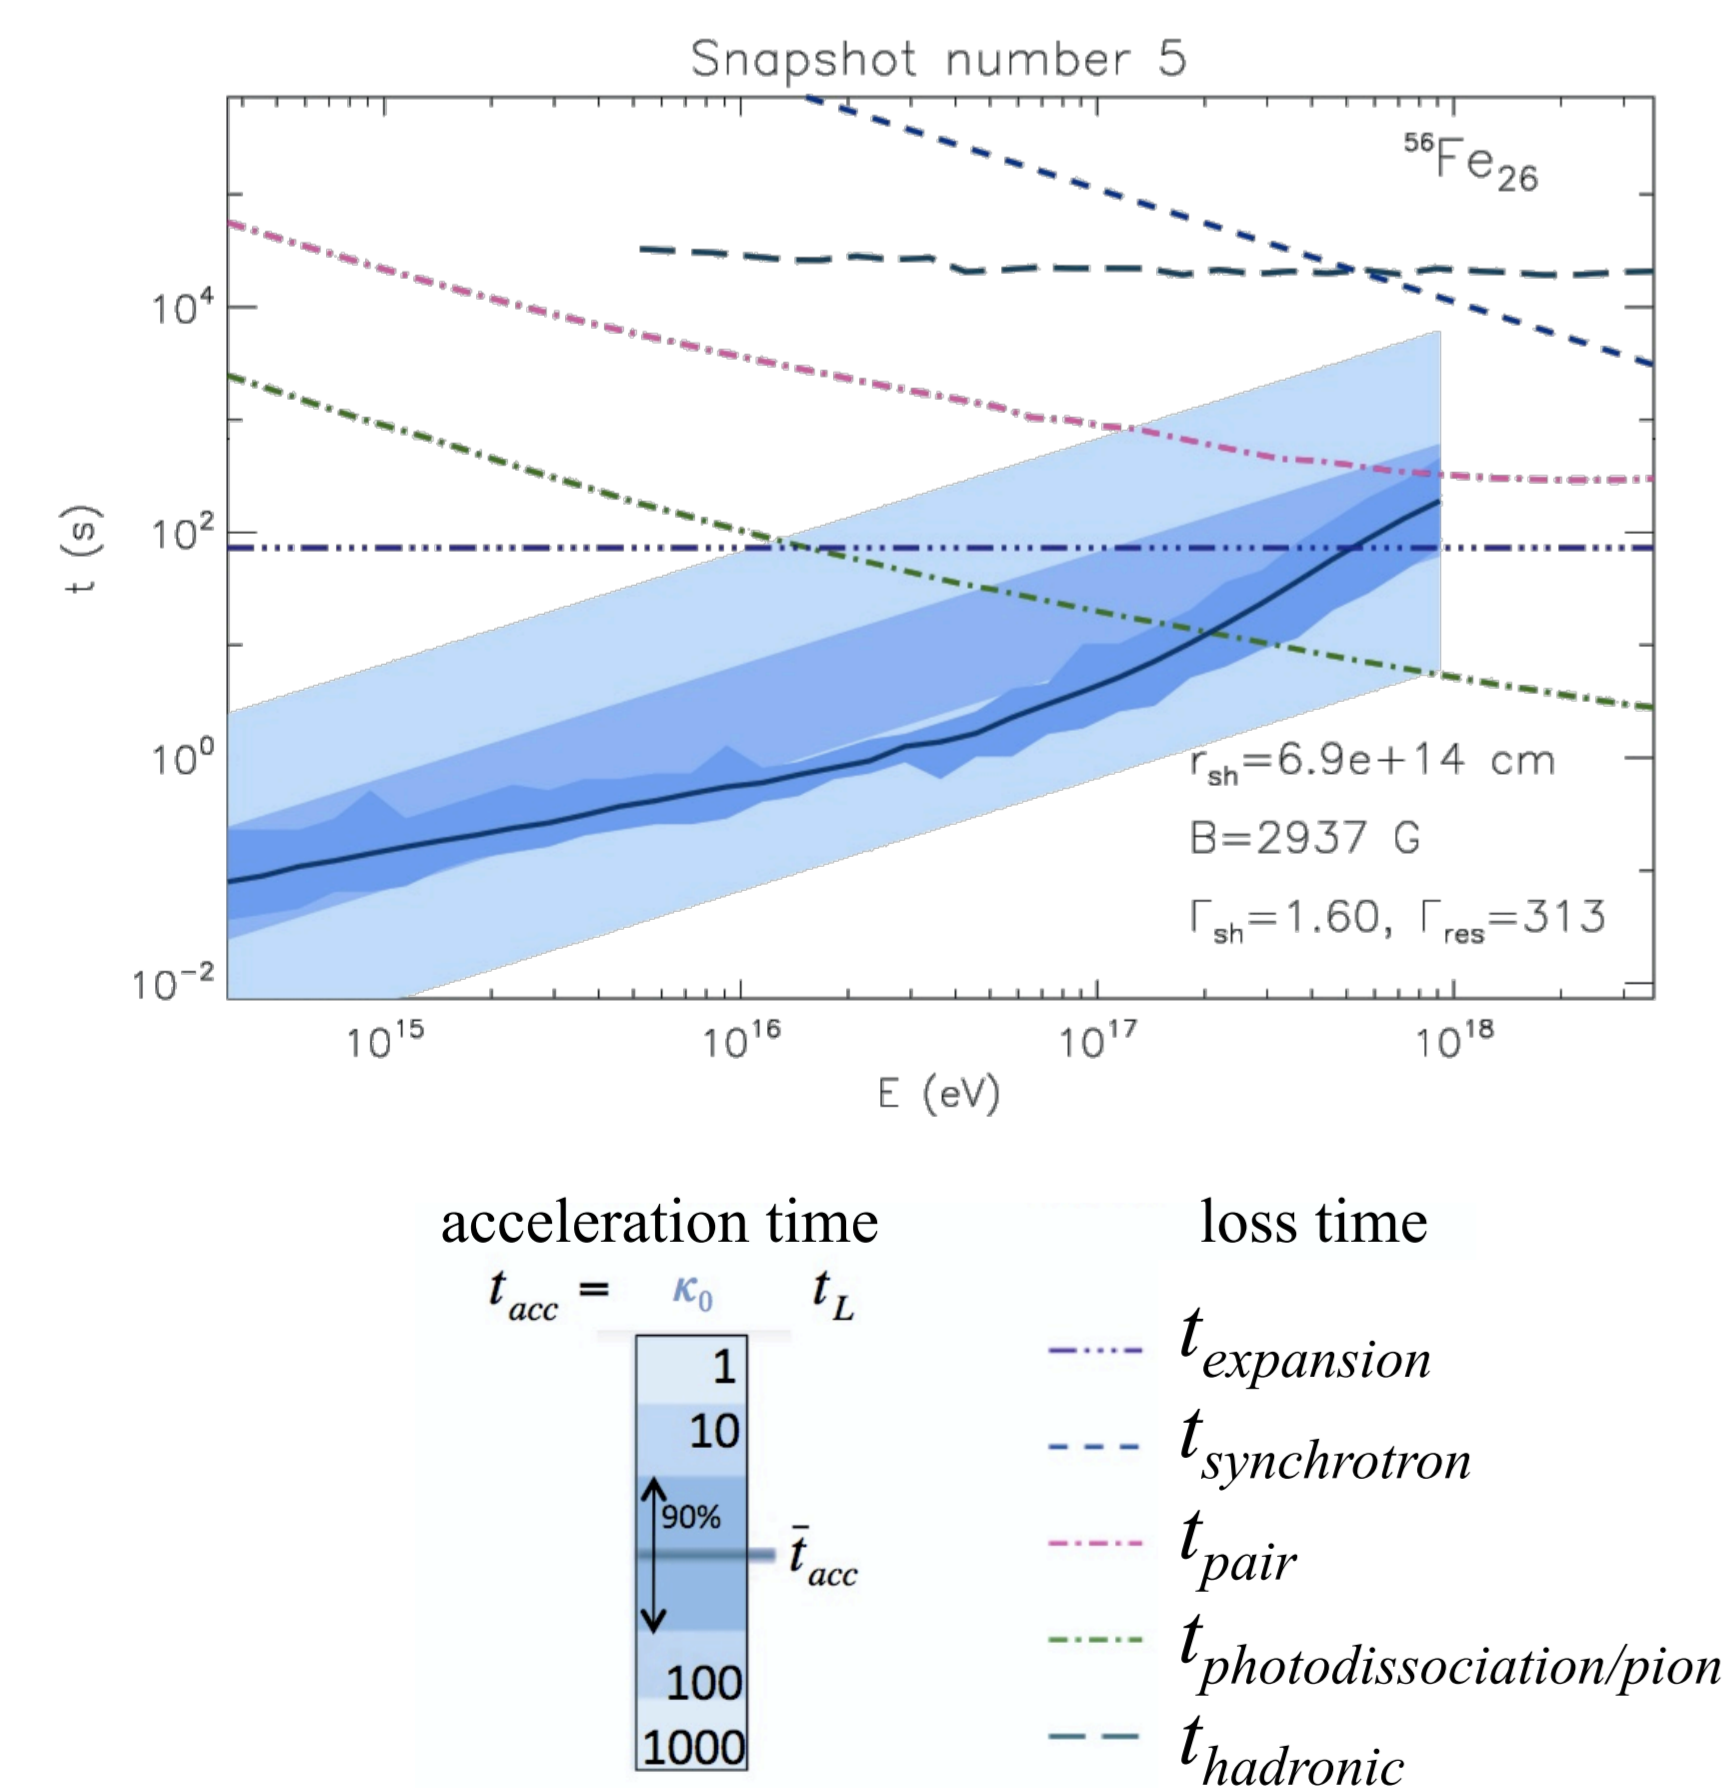 Snapshot number 5
⁵⁶Fe₂₆
10⁴
10²
10⁰
10⁻²
t (s)
r_sh=6.9e+14 cm
B=2937 G
Γ_sh=1.60, Γ_res=313
10¹⁵ 10¹⁶ 10¹⁷ 10¹⁸
E (eV)
acceleration time
t_acc = κ₀ t_L
1
10
90%
t̄_acc
100
1000
loss time
t_expansion
t_synchrotron
t_pair
t_photodissociation/pion
t_hadronic